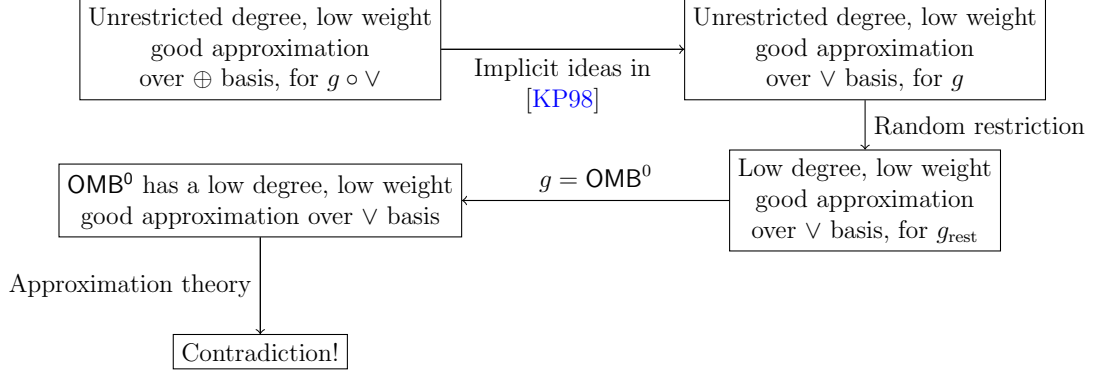 Unrestricted degree, low weight
good approximation
over ⊕ basis, for g ∘ ∨
Implicit ideas in
[KP98]
Unrestricted degree, low weight
good approximation
over ∨ basis, for g
Random restriction
Low degree, low weight
good approximation
over ∨ basis, for g_rest
g = OMB⁰
OMB⁰ has a low degree, low weight
good approximation over ∨ basis
Approximation theory
Contradiction!